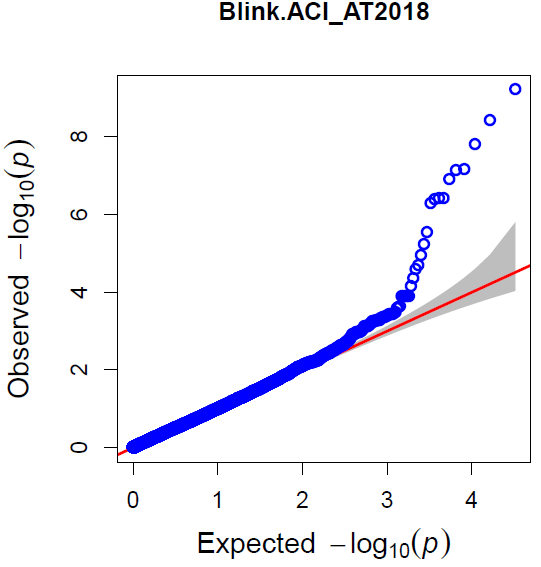 Blink.ACI_AT2018
Observed −log10(p)
8
6
4
2
0
0 1 2 3 4
Expected −log10(p)